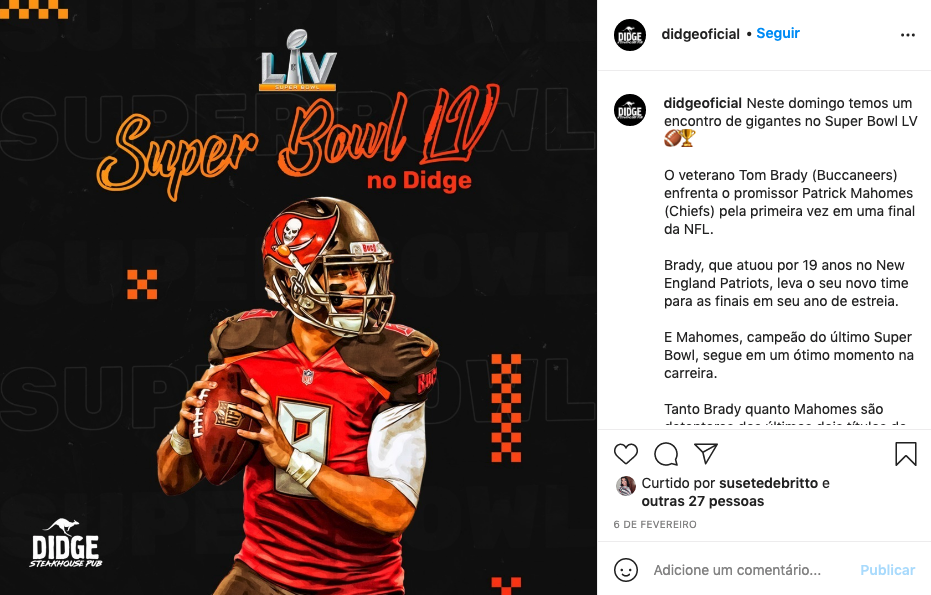 LV
SUPER BOWL
Super Bowl LV
no Didge
SUPER BOWL
SUPER BOWL
Bucs
NFL
DIDGE
STEAKHOUSE PUB
didgeoficial • Seguir
didgeoficial Neste domingo temos um
encontro de gigantes no Super Bowl LV
🏈🏆
O veterano Tom Brady (Buccaneers)
enfrenta o promissor Patrick Mahomes
(Chiefs) pela primeira vez em uma final
da NFL.
Brady, que atuou por 19 anos no New
England Patriots, leva o seu novo time
para as finais em seu ano de estreia.
E Mahomes, campeão do último Super
Bowl, segue em um ótimo momento na
carreira.
Tanto Brady quanto Mahomes são
Curtido por susetedebritto e
outras 27 pessoas
6 DE FEVEREIRO
Adicione um comentário...
Publicar